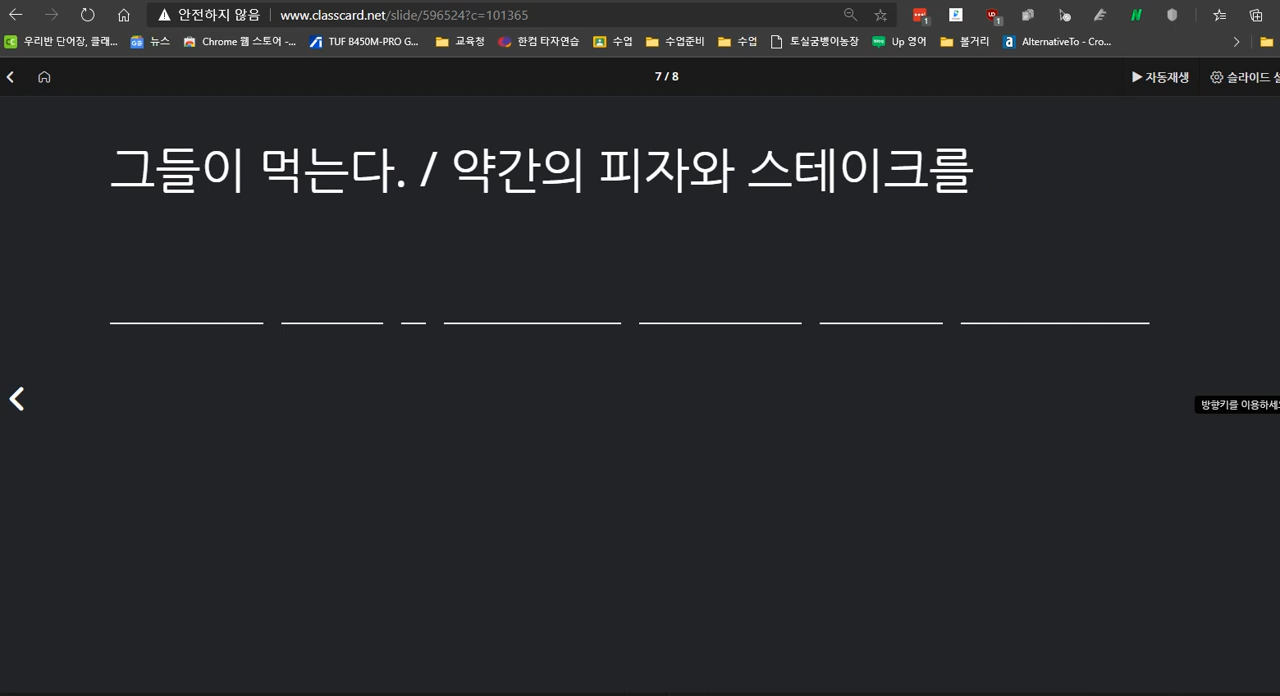 안전하지 않음 www.classcard.net/slide/596524?c=101365
우리반 단어장, 클래... 뉴스 Chrome 웹 스토어 -... TUF B450M-PRO G... 교육청 한컴 타자연습 수업 수업준비 수업 토실굼벵이농장 Up 영어 볼거리 AlternativeTo - Cro...
7 / 8 ▶ 자동재생 슬라이드 설
그들이 먹는다. / 약간의 피자와 스테이크를
방향키를 이용하세요